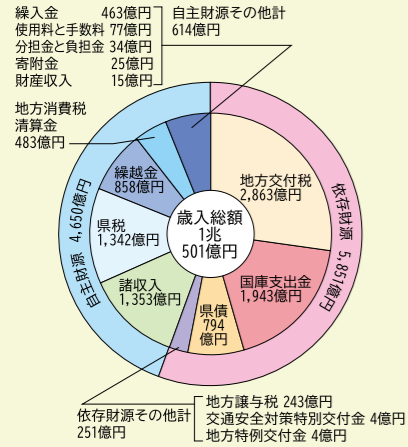 繰入金 463億円
使用料と手数料 77億円
分担金と負担金 34億円
寄附金 25億円
財産収入 15億円
自主財源その他計
614億円
地方消費税
清算金
483億円
繰越金
858億円
県税
1,342億円
諸収入
1,353億円
自主財源 4,650億円
歳入総額
1兆
501億円
地方交付税
2,863億円
国庫支出金
1,943億円
県債
794
億円
依存財源 5,851億円
依存財源その他計
251億円
地方譲与税 243億円
交通安全対策特別交付金 4億円
地方特例交付金 4億円